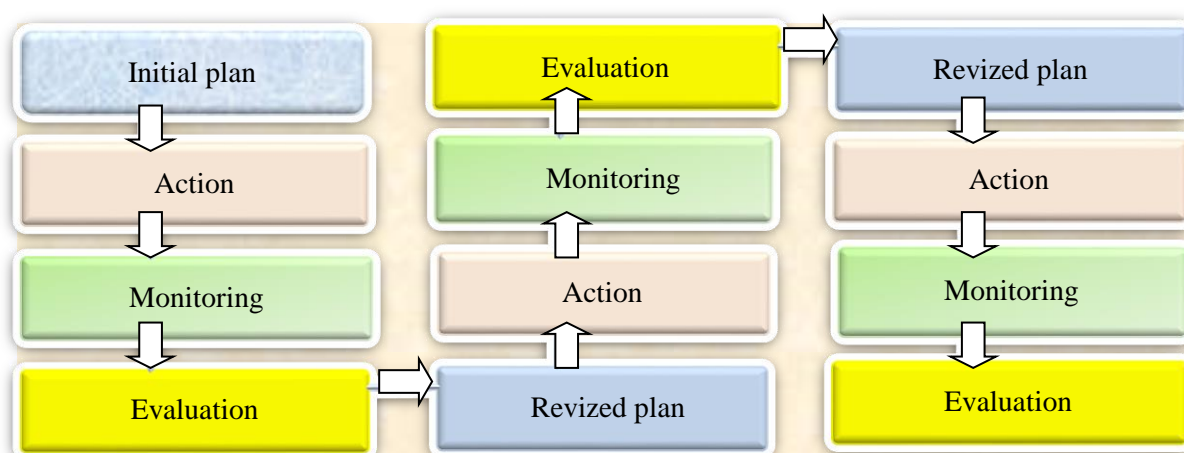 Initial plan
Action
Monitoring
Evaluation
Revized plan
Action
Monitoring
Evaluation
Revized plan
Action
Monitoring
Evaluation